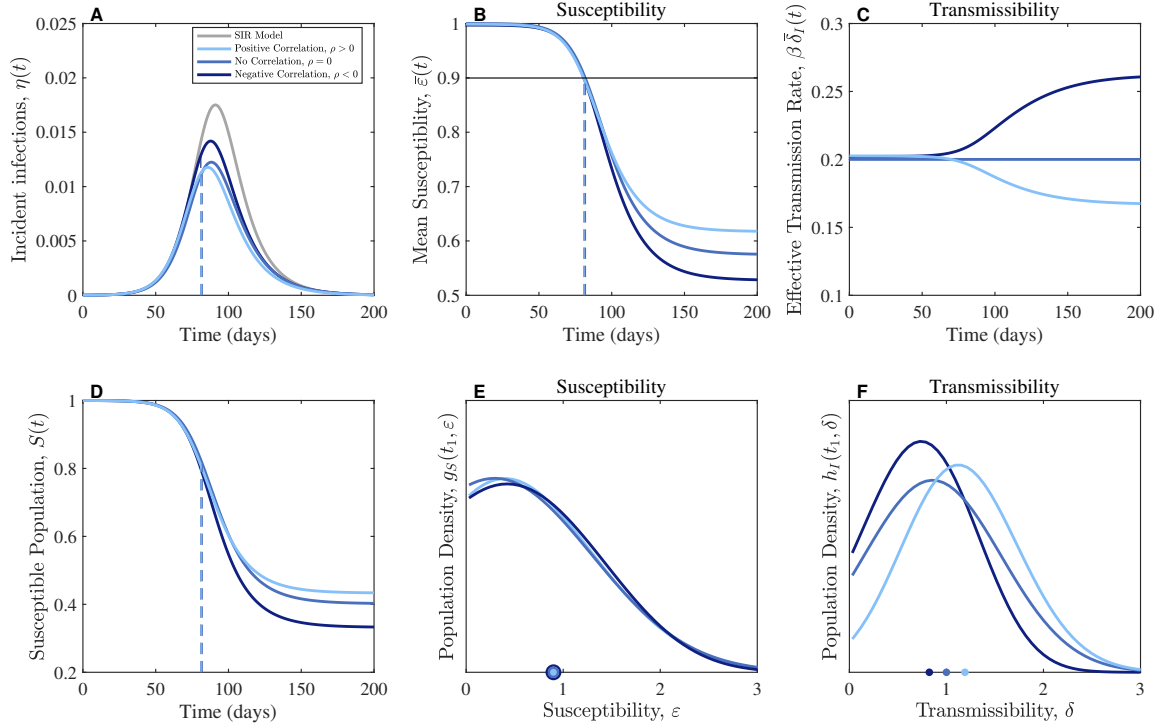 A
0.025
0.02
0.015
0.01
0.005
0
0 50 100 150 200
Time (days)
Incident infections, η(t)
SIR Model
Positive Correlation, ρ > 0
No Correlation, ρ = 0
Negative Correlation, ρ < 0
B
Susceptibility
1
0.9
0.8
0.7
0.6
0.5
0 50 100 150 200
Time (days)
Mean Susceptiblity, ε̄(t)
C
Transmissibility
0.3
0.25
0.2
0.15
0.1
0 50 100 150 200
Time (days)
Effective Transmission Rate, β δ̄_I(t)
D
1
0.8
0.6
0.4
0.2
0 50 100 150 200
Time (days)
Susceptible Population, S(t)
E
Susceptibility
0 1 2 3
Susceptibility, ε
Population Density, g_S(t₁, ε)
F
Transmissibility
0 1 2 3
Transmissibility, δ
Population Density, h_I(t₁, δ)